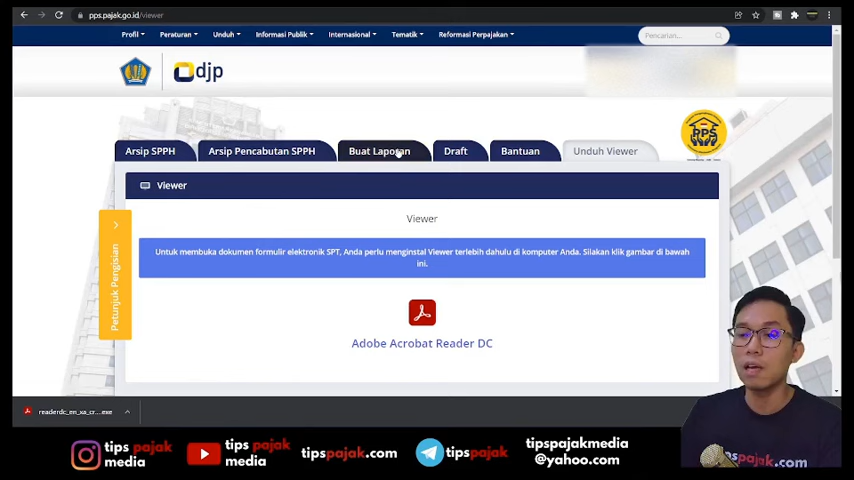 pps.pajak.go.id/viewer
Profil Peraturan Unduh Informasi Publik Internasional Tematik Reformasi Perpajakan Pencarian...
djp
PPS
Arsip SPPH Arsip Pencabutan SPPH Buat Laporan Draft Bantuan Unduh Viewer
Viewer
Viewer
Petunjuk Pengisian
Untuk membuka dokumen formulir elektronik SPT, Anda perlu menginstal Viewer terlebih dahulu di komputer Anda. Silakan klik gambar di bawah
ini.
Adobe Acrobat Reader DC
readerdc_en_xa_cr....exe
tips pajak
media
tips pajak
media
tipspajak.com
tipspajak
tipspajakmedia
@yahoo.com
tipspajak.com